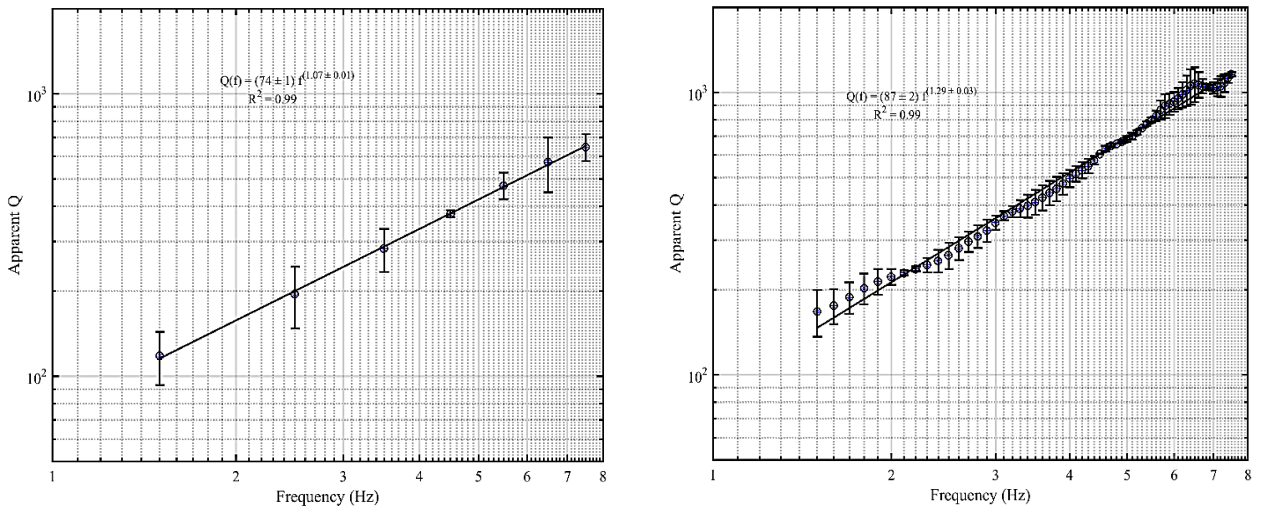 Q(f) = (74 ± 1) f^(1.07 ± 0.01)
R² = 0.99
10³
10²
Apparent Q
1 2 3 4 5 6 7 8
Frequency (Hz)
Q(f) = (87 ± 2) f^(1.29 ± 0.03)
R² = 0.99
10³
10²
Apparent Q
1 2 3 4 5 6 7 8
Frequency (Hz)